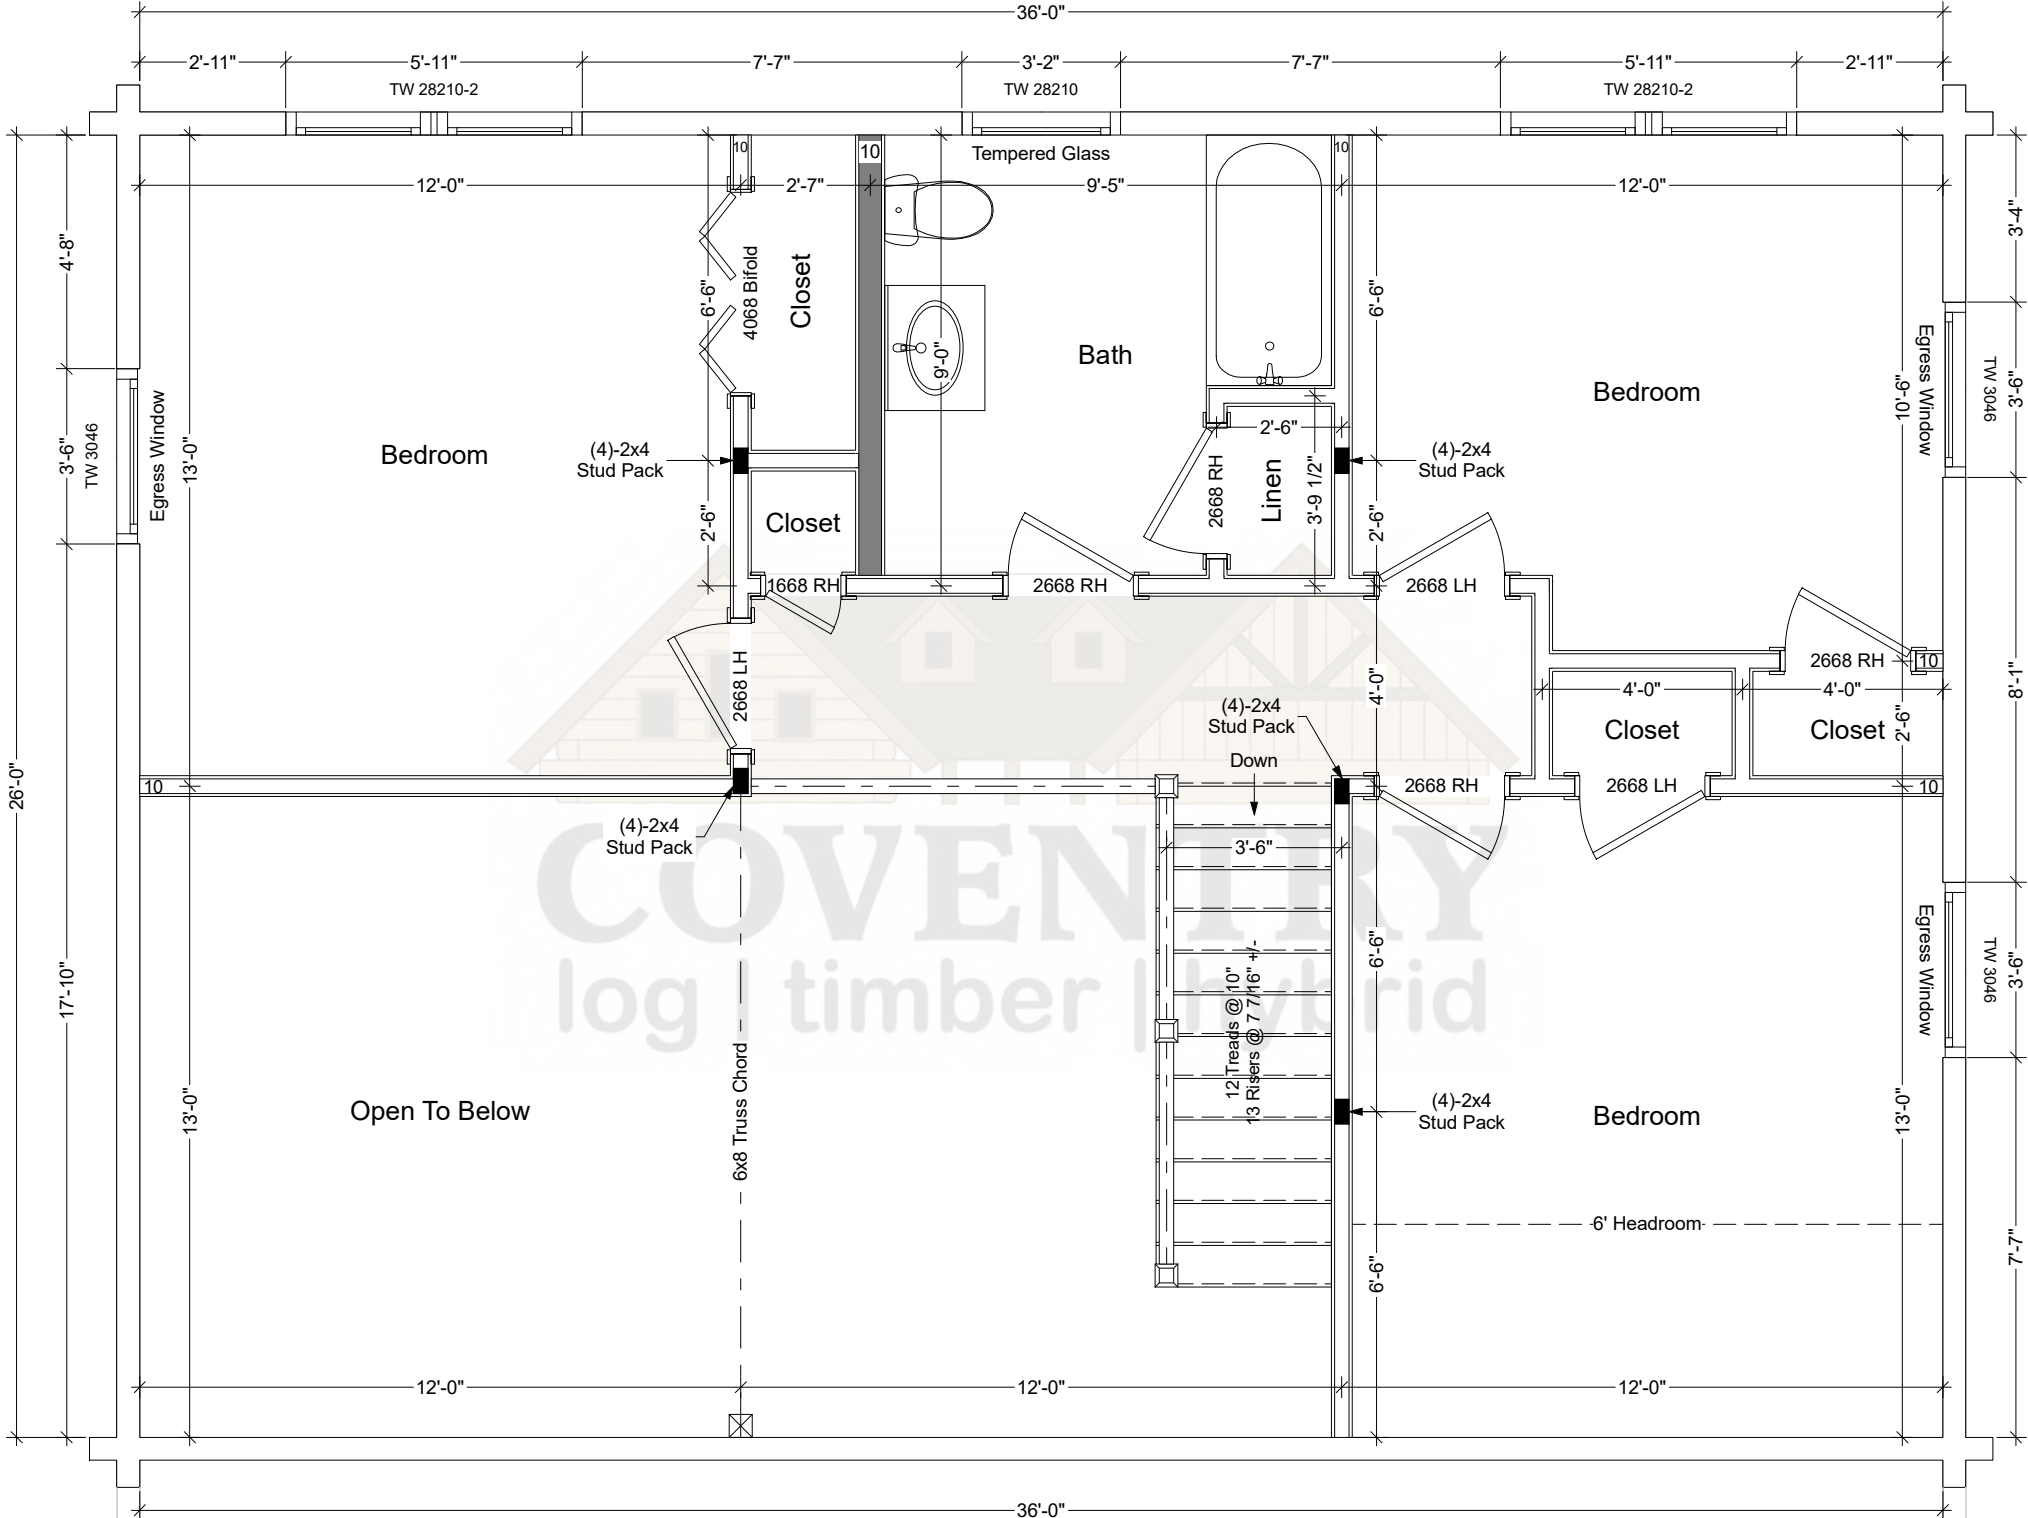 36'-0"
2'-11"
5'-11"
7'-7"
3'-2"
7'-7"
5'-11"
2'-11"
TW 28210-2
TW 28210
TW 28210-2
10
10
Tempered Glass
10
12'-0"
2'-7"
9'-5"
12'-0"
4'-8"
3'-4"
6'-6"
4068 Bifold
Closet
9'-0"
Bath
6'-6"
Bedroom
10'-6"
Egress Window
TW 3046
3'-6"
3'-6"
TW 3046
Egress Window
13'-0"
Bedroom
(4)-2x4
Stud Pack
2'-6"
2668 RH
Linen
3'-9 1/2"
(4)-2x4
Stud Pack
2'-6"
Closet
2'-6"
1668 RH
2668 RH
2668 LH
2668 LH
2668 RH
10
4'-0"
4'-0"
4'-0"
8'-1"
(4)-2x4
Stud Pack
Closet
Closet
2'-6"
Down
26'-0"
10
2668 RH
2668 LH
10
(4)-2x4
Stud Pack
3'-6"
COVENTRY
log | timber | hybrid
17'-10"
6'-6"
12 Treads @ 10"
13 Risers @ 7 7/16" +/-
Egress Window
TW 3046
3'-6"
13'-0"
Open To Below
6x8 Truss Chord
(4)-2x4
Stud Pack
Bedroom
13'-0"
6' Headroom
6'-6"
7'-7"
12'-0"
12'-0"
12'-0"
36'-0"